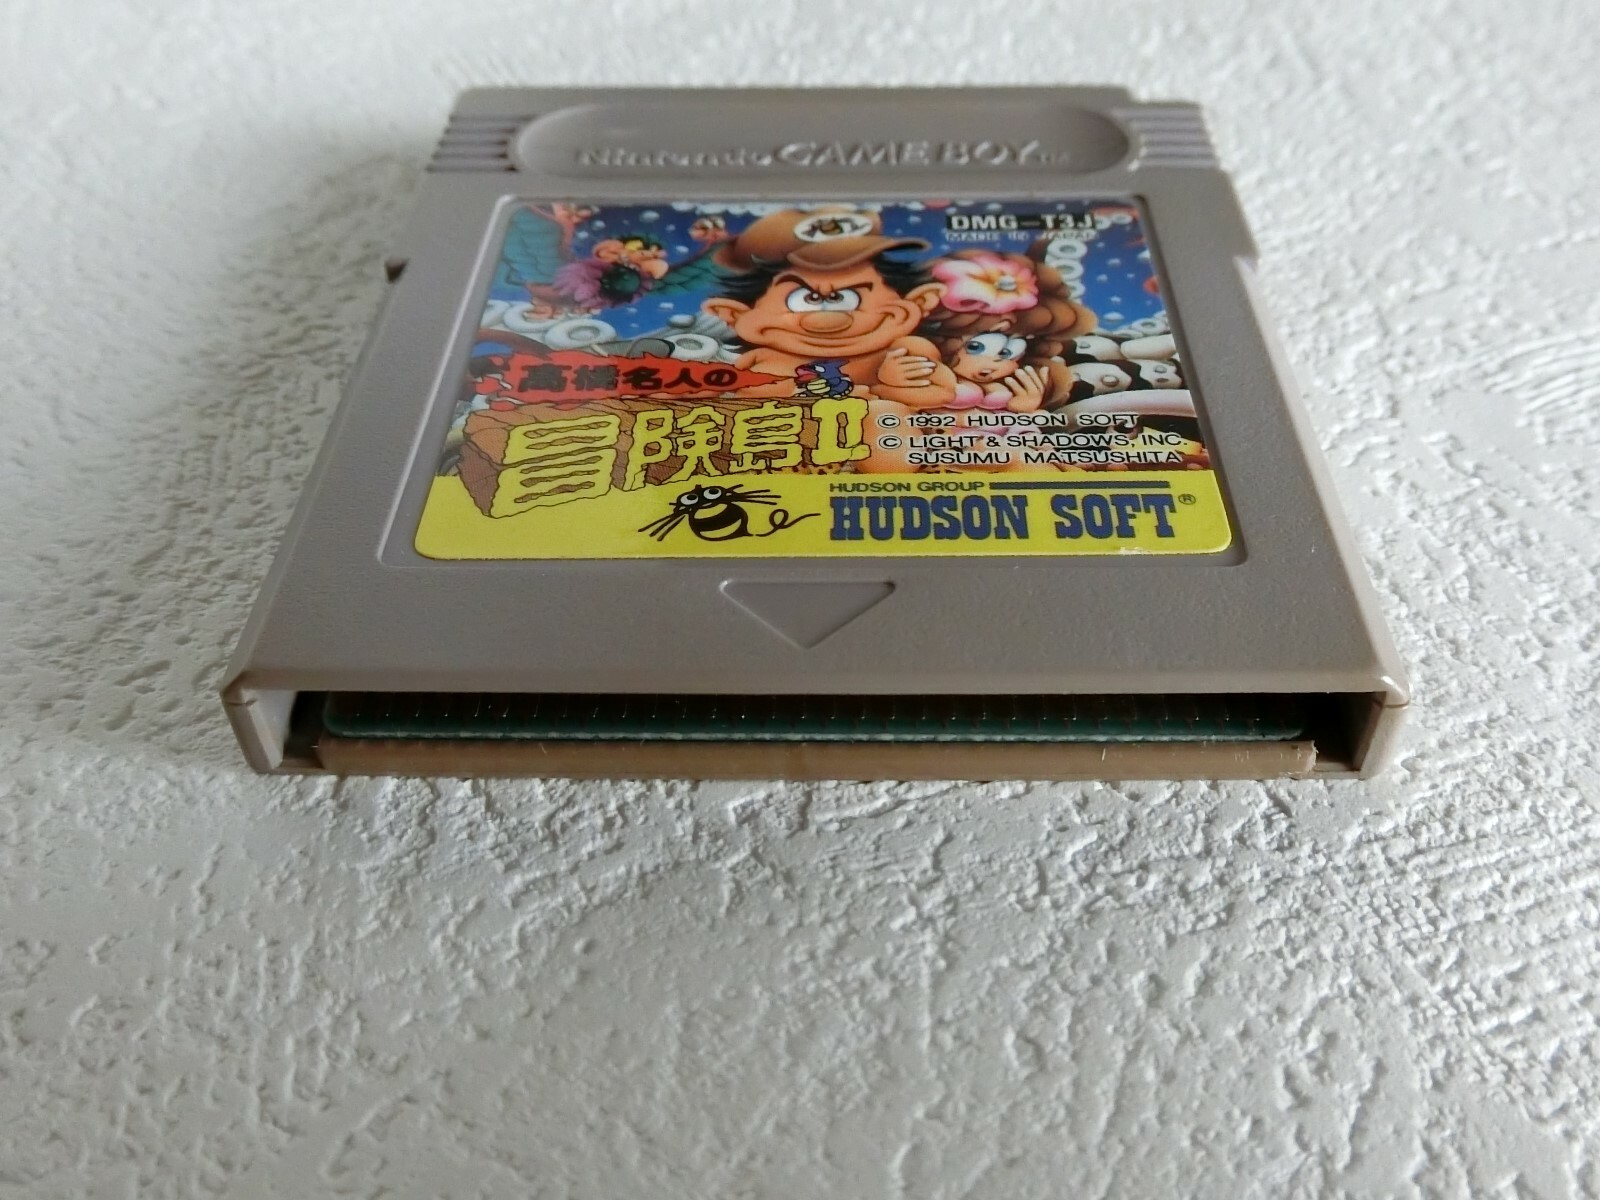 Nintendo GAME BOY TM
DMG-T3J
MADE IN JAPAN
高橋名人の
冒険島II
© 1992 HUDSON SOFT
© LIGHT & SHADOWS, INC.
SUSUMU MATSUSHITA
HUDSON GROUP
HUDSON SOFT®